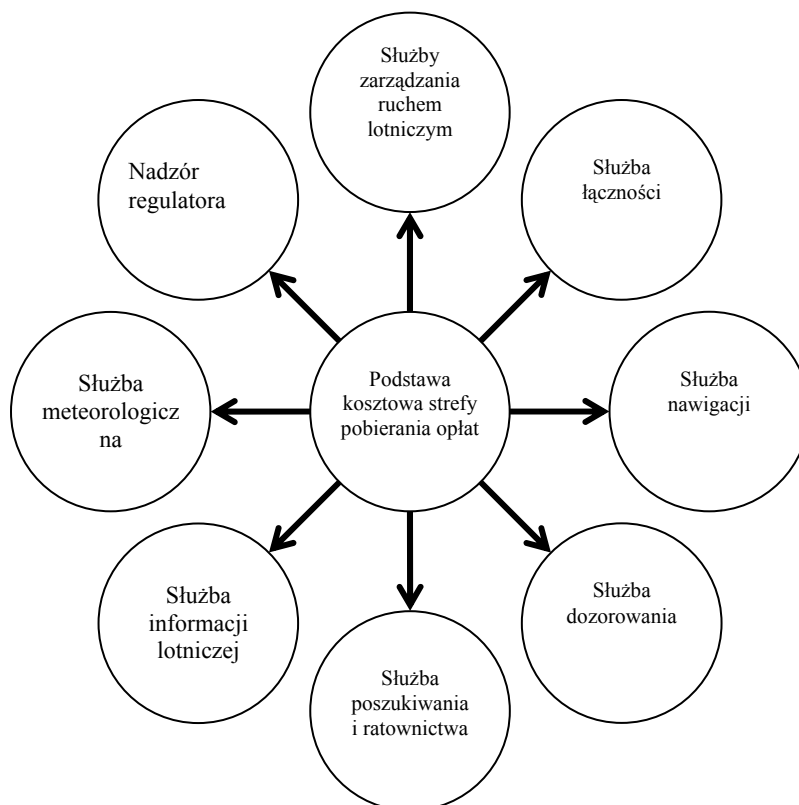 Służby
zarządzania
ruchem
lotniczym
Nadzór
regulatora
Służba
łączności
Służba
meteorologicz
na
Podstawa
kosztowa strefy
pobierania opłat
Służba
nawigacji
Służba
informacji
lotniczej
Służba
dozorowania
Służba
poszukiwania
i ratownictwa